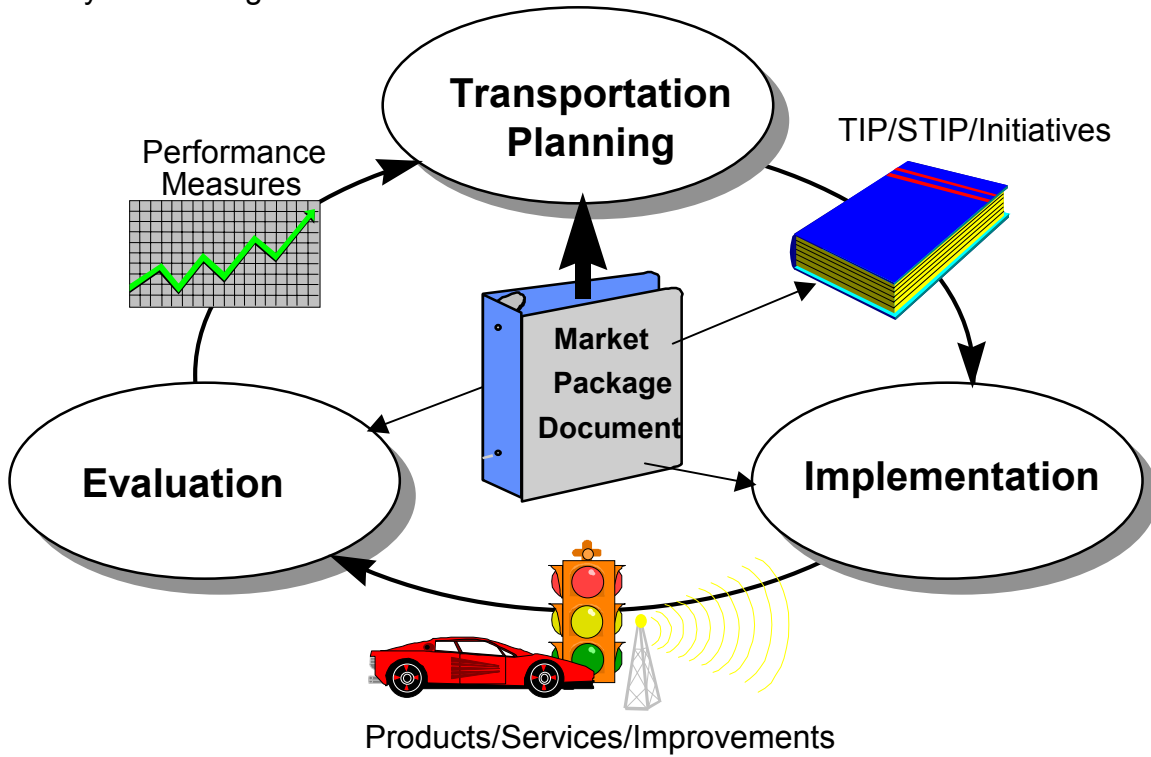 Transportation
Planning
TIP/STIP/Initiatives
Performance
Measures
Market
Package
Document
Evaluation
Implementation
Products/Services/Improvements